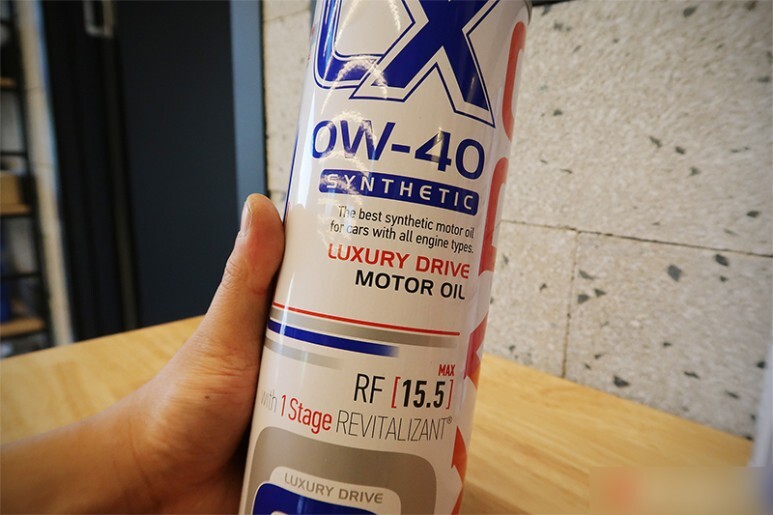 LX
0W-40
SYNTHETIC
The best synthetic motor oil
for cars with all engine types.
LUXURY DRIVE
MOTOR OIL
MAX
RF [15.5]
with 1 Stage REVITALIZANT®
LUXURY DRIVE